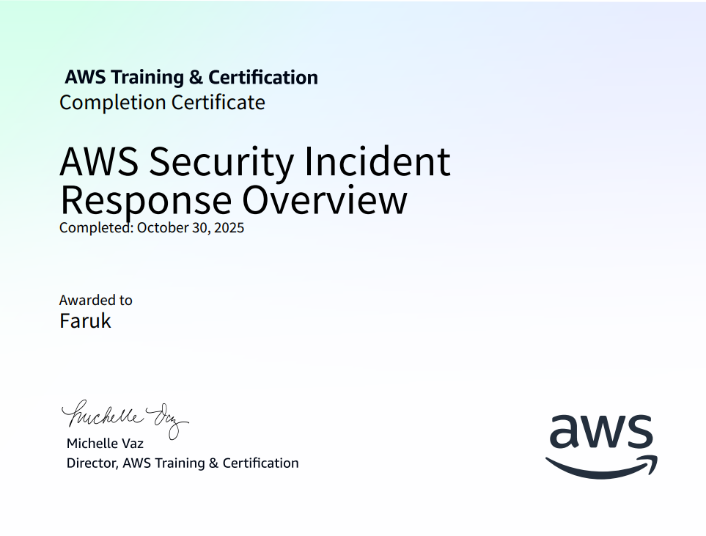 AWS Training & Certification
Completion Certificate
AWS Security Incident
Response Overview
Completed: October 30, 2025
Awarded to
Faruk
Michelle Vaz
Michelle Vaz
Director, AWS Training & Certification
aws